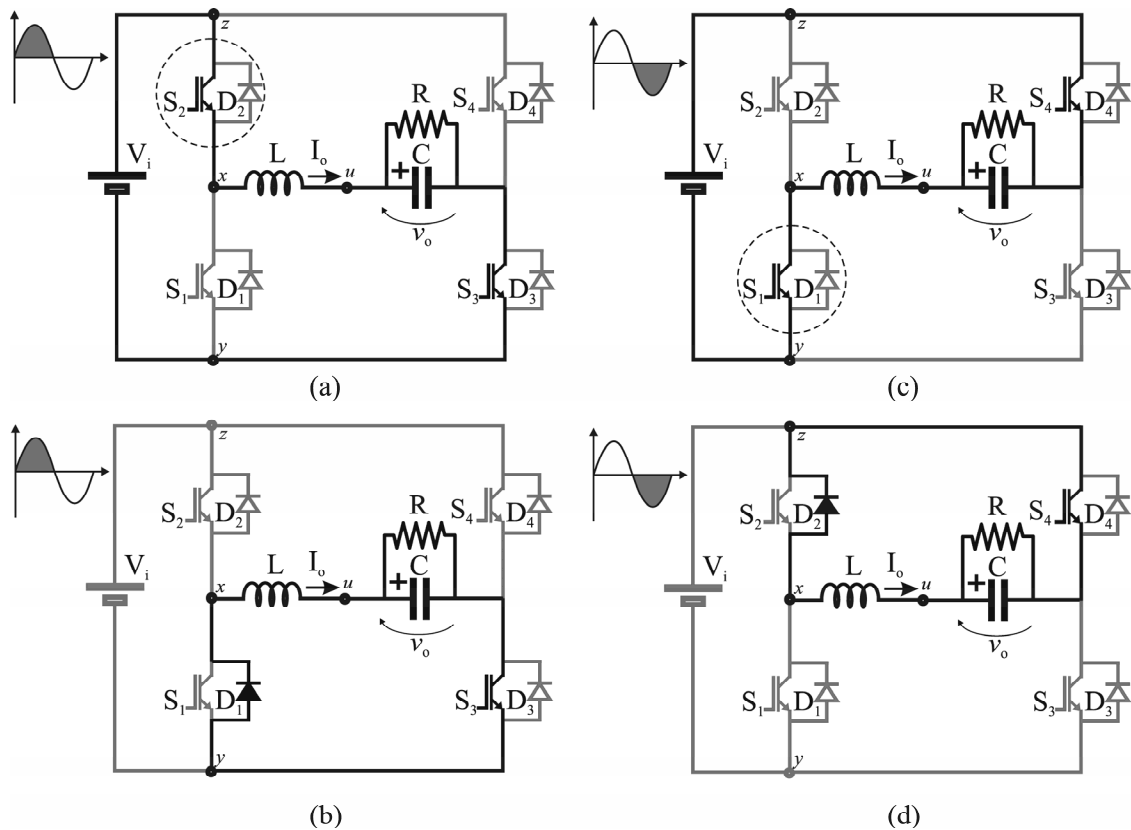 z
S2 D2 S4 D4
R
Vi L Io u + C
x
vo
S1 D1 S3 D3
y
(a)
z
S2 D2 S4 D4
R
Vi L Io u + C
x
vo
S1 D1 S3 D3
y
(c)
z
S2 D2 S4 D4
R
Vi L Io u + C
x
vo
S1 D1 S3 D3
y
(b)
z
S2 D2 S4 D4
R
Vi L Io u + C
x
vo
S1 D1 S3 D3
y
(d)